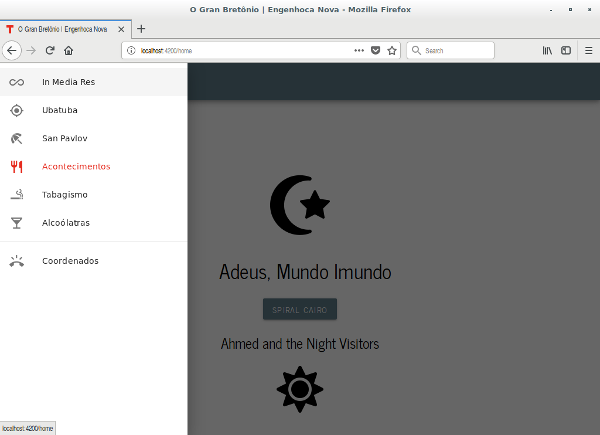 O Gran Bretônio | Engenhoca Nova - Mozilla Firefox
O Gran Bretônio | Engenhoca Nova
localhost:4200/home
Search
In Media Res
Ubatuba
San Pavlov
Acontecimentos
Tabagismo
Alcoólatras
Coordenados
Adeus, Mundo Imundo
SPIRAL CAIRO
Ahmed and the Night Visitors
localhost:4200/home